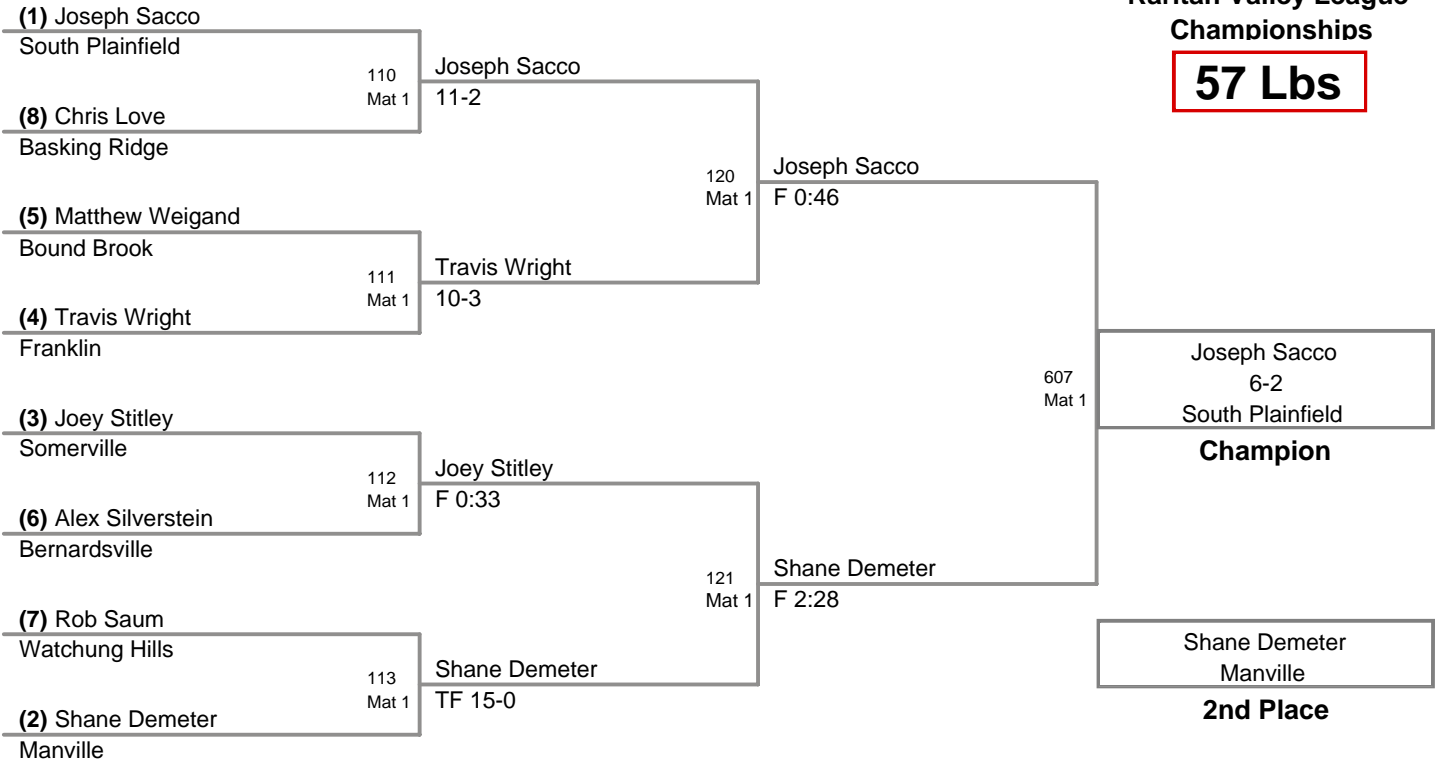 Raritan Valley League
Championships
57 Lbs
(1) Joseph Sacco
South Plainfield
110
Mat 1
Joseph Sacco
11-2
(8) Chris Love
Basking Ridge
120
Mat 1
Joseph Sacco
F 0:46
(5) Matthew Weigand
Bound Brook
111
Mat 1
Travis Wright
10-3
(4) Travis Wright
Franklin
607
Mat 1
Joseph Sacco
6-2
South Plainfield
Champion
(3) Joey Stitley
Somerville
112
Mat 1
Joey Stitley
F 0:33
(6) Alex Silverstein
Bernardsville
121
Mat 1
Shane Demeter
F 2:28
(7) Rob Saum
Watchung Hills
113
Mat 1
Shane Demeter
TF 15-0
(2) Shane Demeter
Manville
Shane Demeter
Manville
2nd Place